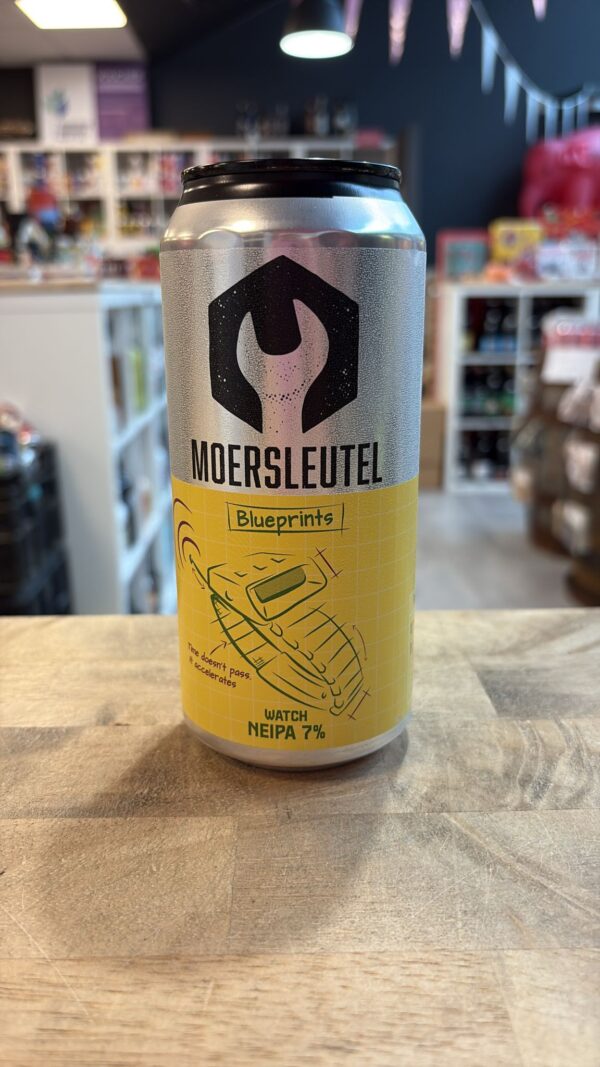 MOERSLEUTEL
Blueprints
Time doesn't pass.
it accelerates
WATCH
NEIPA 7%